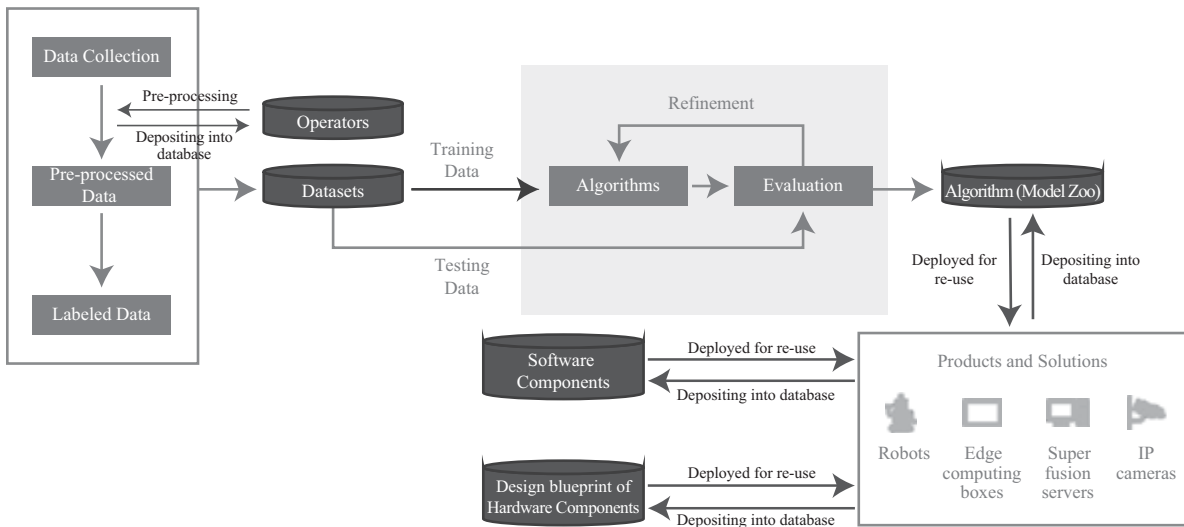 Data Collection
Pre-processing
Depositing into
database
Operators
Pre-processed
Data
Labeled Data
Datasets
Training
Data
Testing
Data
Refinement
Algorithms
Evaluation
Algorithm (Model Zoo)
Deployed for
re-use
Depositing into
database
Software
Components
Deployed for re-use
Depositing into database
Design blueprint of
Hardware Components
Deployed for re-use
Depositing into database
Products and Solutions
Robots
Edge
computing
boxes
Super
fusion
servers
IP
cameras